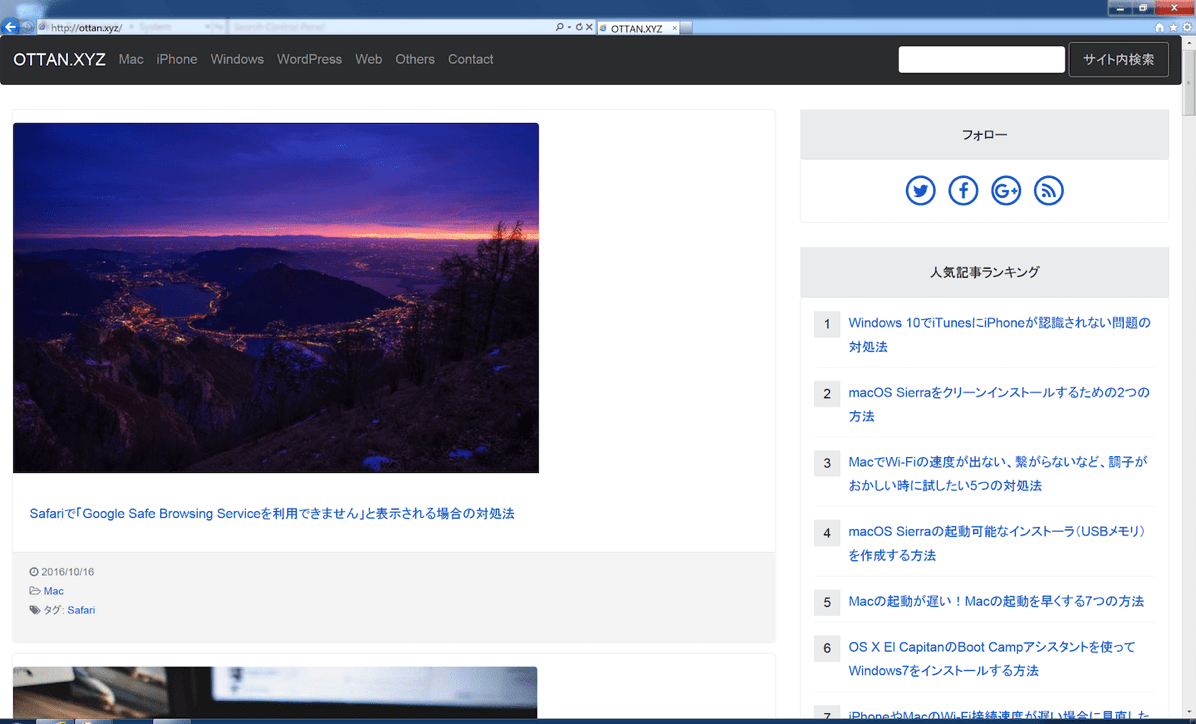 http://ottan.xyz/
OTTAN.XYZ
OTTAN.XYZ Mac iPhone Windows WordPress Web Others Contact サイト内検索
Safariで「Google Safe Browsing Serviceを利用できません」と表示される場合の対処法
2016/10/16
Mac
タグ: Safari
フォロー
人気記事ランキング
1 Windows 10でiTunesにiPhoneが認識されない問題の
対処法
2 macOS Sierraをクリーンインストールするための2つの
方法
3 MacでWi-Fiの速度が出ない、繋がらないなど、調子が
おかしい時に試したい5つの対処法
4 macOS Sierraの起動可能なインストーラ（USBメモリ）
を作成する方法
5 Macの起動が遅い！Macの起動を早くする7つの方法
6 OS X El CapitanのBoot Campアシスタントを使って
Windows7をインストールする方法
7 iPhoneやMacのWi-Fi接続速度が遅い場合に見直した